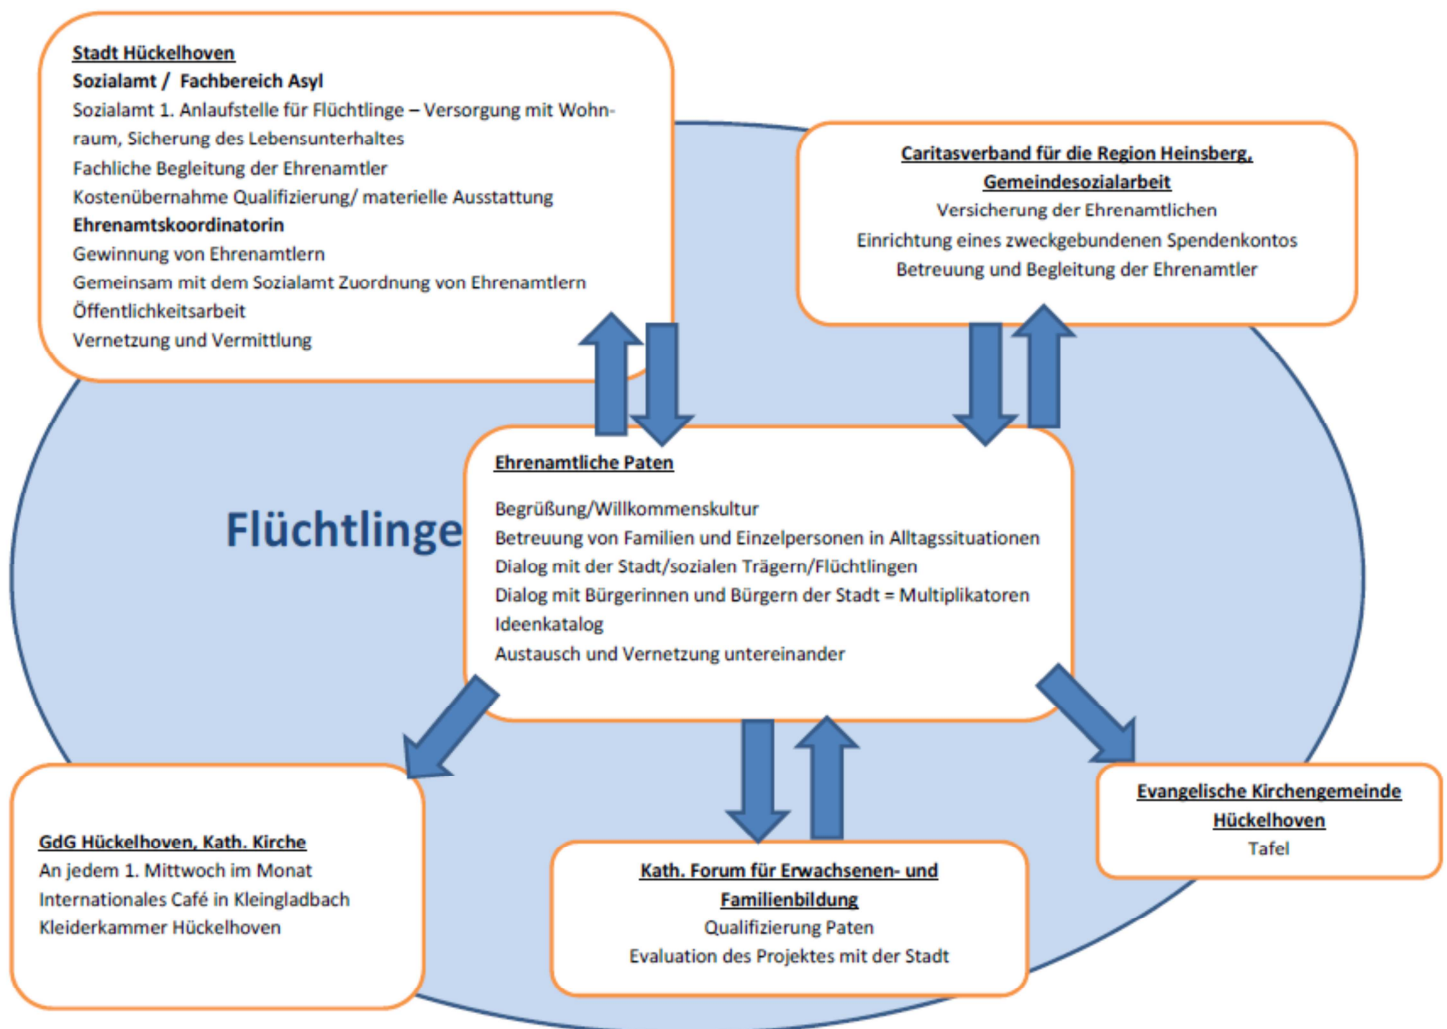 Stadt Hückelhoven
Sozialamt / Fachbereich Asyl
Sozialamt 1. Anlaufstelle für Flüchtlinge – Versorgung mit Wohn-
raum, Sicherung des Lebensunterhaltes
Fachliche Begleitung der Ehrenamtler
Kostenübernahme Qualifizierung/ materielle Ausstattung
Ehrenamtskoordinatorin
Gewinnung von Ehrenamtlern
Gemeinsam mit dem Sozialamt Zuordnung von Ehrenamtlern
Öffentlichkeitsarbeit
Vernetzung und Vermittlung
Caritasverband für die Region Heinsberg,
Gemeindesozialarbeit
Versicherung der Ehrenamtlichen
Einrichtung eines zweckgebundenen Spendenkontos
Betreuung und Begleitung der Ehrenamtler
Flüchtlinge
Ehrenamtliche Paten
Begrüßung/Willkommenskultur
Betreuung von Familien und Einzelpersonen in Alltagssituationen
Dialog mit der Stadt/sozialen Trägern/Flüchtlingen
Dialog mit Bürgerinnen und Bürgern der Stadt = Multiplikatoren
Ideenkatalog
Austausch und Vernetzung untereinander
GdG Hückelhoven, Kath. Kirche
An jedem 1. Mittwoch im Monat
Internationales Café in Kleingladbach
Kleiderkammer Hückelhoven
Kath. Forum für Erwachsenen- und
Familienbildung
Qualifizierung Paten
Evaluation des Projektes mit der Stadt
Evangelische Kirchengemeinde
Hückelhoven
Tafel